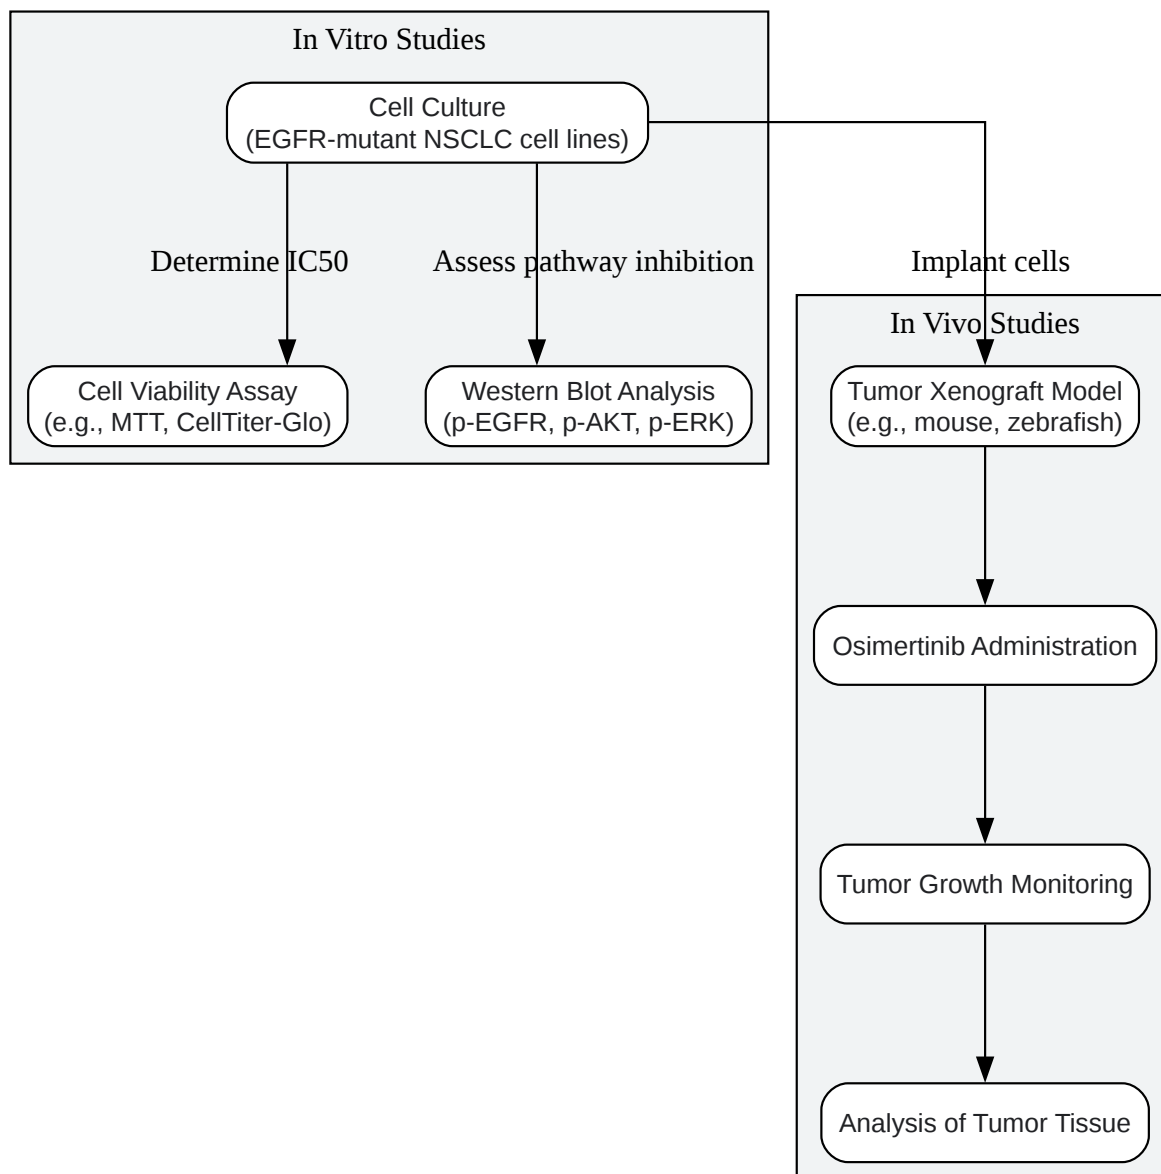 In Vitro Studies
Cell Culture
(EGFR-mutant NSCLC cell lines)
Determine IC50
Assess pathway inhibition
Implant cells
Cell Viability Assay
(e.g., MTT, CellTiter-Glo)
Western Blot Analysis
(p-EGFR, p-AKT, p-ERK)
In Vivo Studies
Tumor Xenograft Model
(e.g., mouse, zebrafish)
Osimertinib Administration
Tumor Growth Monitoring
Analysis of Tumor Tissue